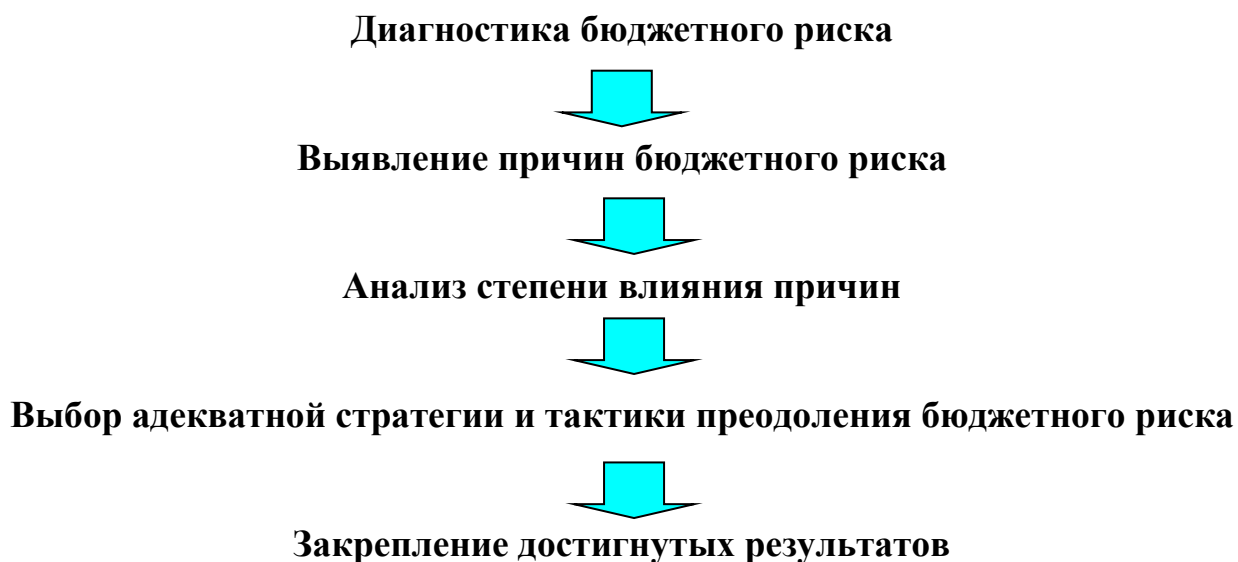 Диагностика бюджетного риска
Выявление причин бюджетного риска
Анализ степени влияния причин
Выбор адекватной стратегии и тактики преодоления бюджетного риска
Закрепление достигнутых результатов